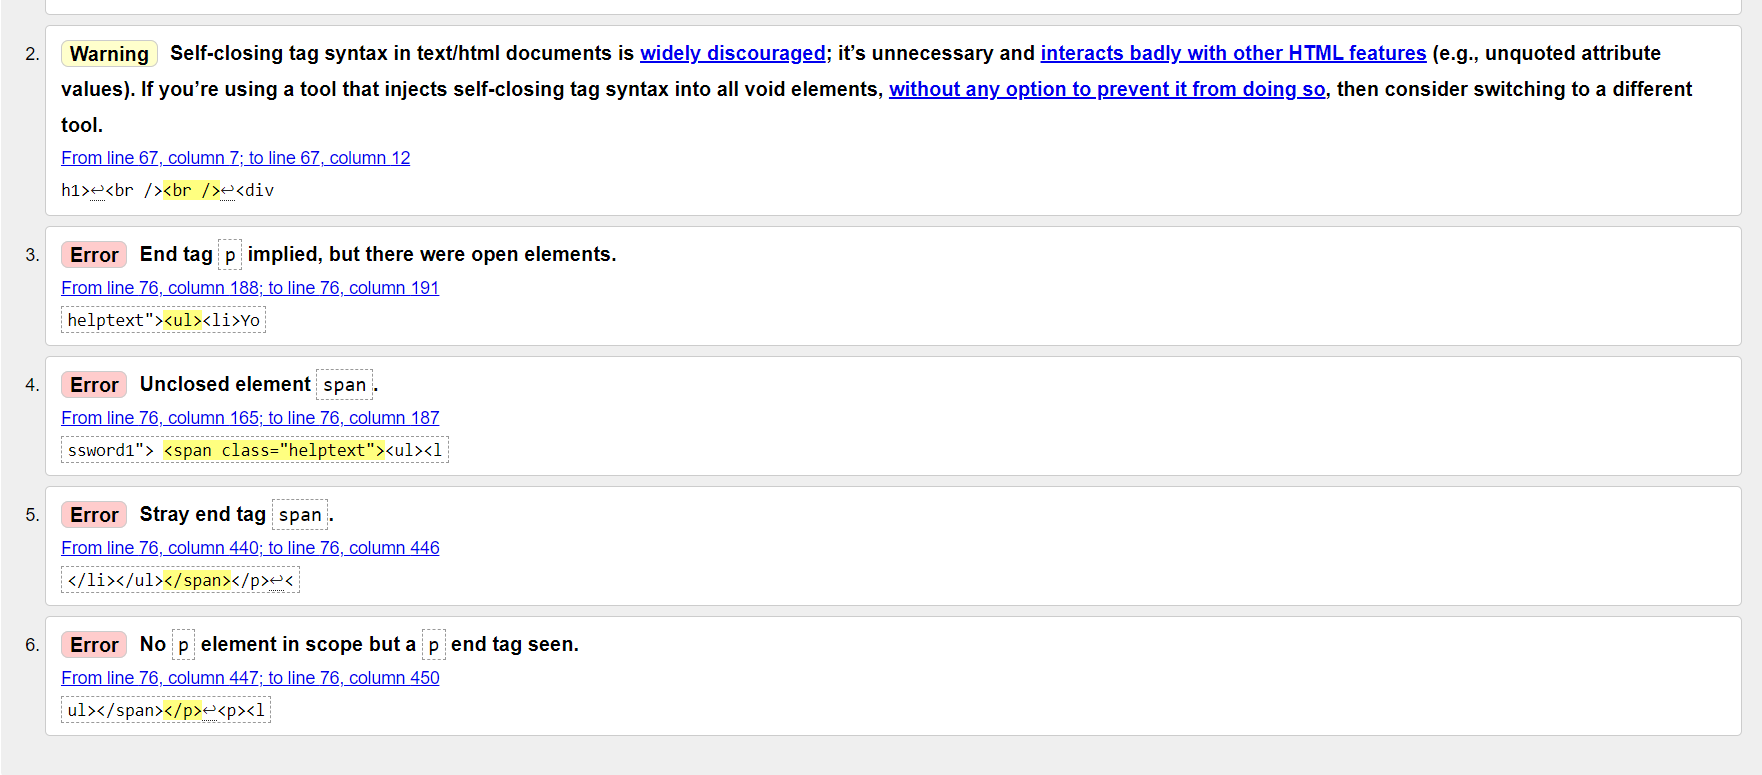 2. Warning Self-closing tag syntax in text/html documents is widely discouraged; it’s unnecessary and interacts badly with other HTML features (e.g., unquoted attribute
values). If you’re using a tool that injects self-closing tag syntax into all void elements, without any option to prevent it from doing so, then consider switching to a different
tool.
From line 67, column 7; to line 67, column 12
h1>↩<br /><br />↩<div
3. Error End tag p implied, but there were open elements.
From line 76, column 188; to line 76, column 191
helptext"><ul><li>Yo
4. Error Unclosed element span.
From line 76, column 165; to line 76, column 187
ssword1"> <span class="helptext"><ul><l
5. Error Stray end tag span.
From line 76, column 440; to line 76, column 446
</li></ul></span></p>↩<
6. Error No p element in scope but a p end tag seen.
From line 76, column 447; to line 76, column 450
ul></span></p>↩<p><l